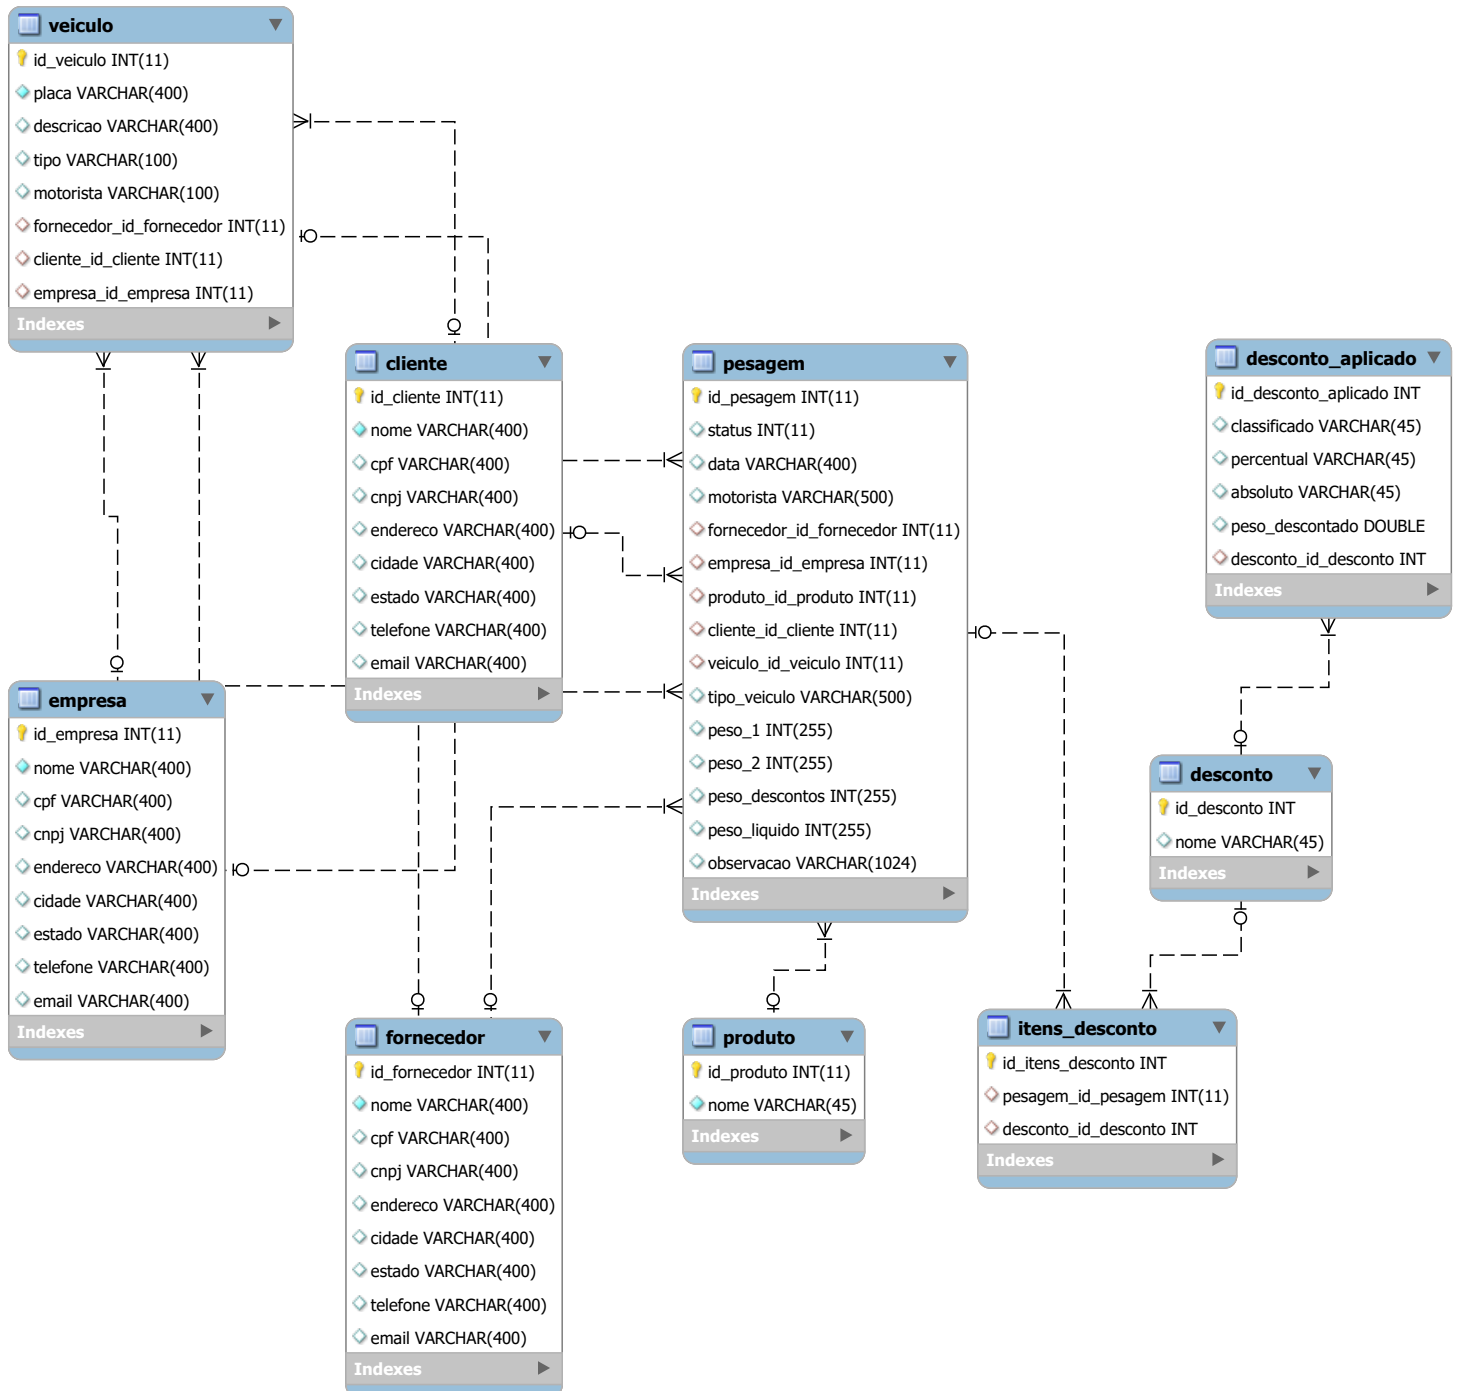 veiculo
id_veiculo INT(11)
placa VARCHAR(400)
descricao VARCHAR(400)
tipo VARCHAR(100)
motorista VARCHAR(100)
fornecedor_id_fornecedor INT(11)
cliente_id_cliente INT(11)
empresa_id_empresa INT(11)
Indexes
cliente
id_cliente INT(11)
nome VARCHAR(400)
cpf VARCHAR(400)
cnpj VARCHAR(400)
endereco VARCHAR(400)
cidade VARCHAR(400)
estado VARCHAR(400)
telefone VARCHAR(400)
email VARCHAR(400)
Indexes
pesagem
id_pesagem INT(11)
status INT(11)
data VARCHAR(400)
motorista VARCHAR(500)
fornecedor_id_fornecedor INT(11)
empresa_id_empresa INT(11)
produto_id_produto INT(11)
cliente_id_cliente INT(11)
veiculo_id_veiculo INT(11)
tipo_veiculo VARCHAR(500)
peso_1 INT(255)
peso_2 INT(255)
peso_descontos INT(255)
peso_liquido INT(255)
observacao VARCHAR(1024)
Indexes
desconto_aplicado
id_desconto_aplicado INT
classificado VARCHAR(45)
percentual VARCHAR(45)
absoluto VARCHAR(45)
peso_descontado DOUBLE
desconto_id_desconto INT
Indexes
empresa
id_empresa INT(11)
nome VARCHAR(400)
cpf VARCHAR(400)
cnpj VARCHAR(400)
endereco VARCHAR(400)
cidade VARCHAR(400)
estado VARCHAR(400)
telefone VARCHAR(400)
email VARCHAR(400)
Indexes
desconto
id_desconto INT
nome VARCHAR(45)
Indexes
fornecedor
id_fornecedor INT(11)
nome VARCHAR(400)
cpf VARCHAR(400)
cnpj VARCHAR(400)
endereco VARCHAR(400)
cidade VARCHAR(400)
estado VARCHAR(400)
telefone VARCHAR(400)
email VARCHAR(400)
Indexes
produto
id_produto INT(11)
nome VARCHAR(45)
Indexes
itens_desconto
id_itens_desconto INT
pesagem_id_pesagem INT(11)
desconto_id_desconto INT
Indexes